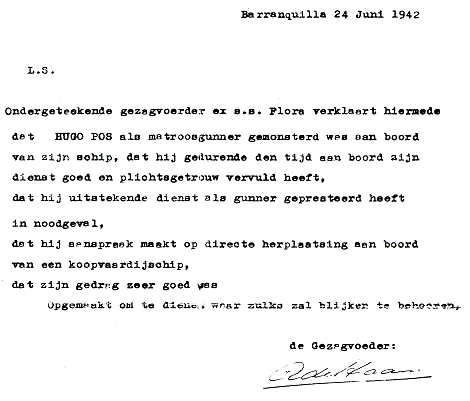 Barranquilla 24 Juni 1942
L.S.
Ondergeteekende gezagvoerder ex s.s. Flora verklaart hiermede
dat HUGO POS als matroosgunner gemonsterd was aan boord
van zijn schip, dat hij gedurende den tijd aan boord zijn
dienst goed en plichtsgetrouw vervuld heeft,
dat hij uitstekende dienst als gunner gepresteerd heeft
in noodgeval,
dat hij aanspraak maakt op directe herplaatsing aan boord
van een koopvaardijschip,
dat zijn gedrag zeer goed was
Opgemaakt om te dienen waar zulks zal blijken te behooren,
de Gezagvoeder: